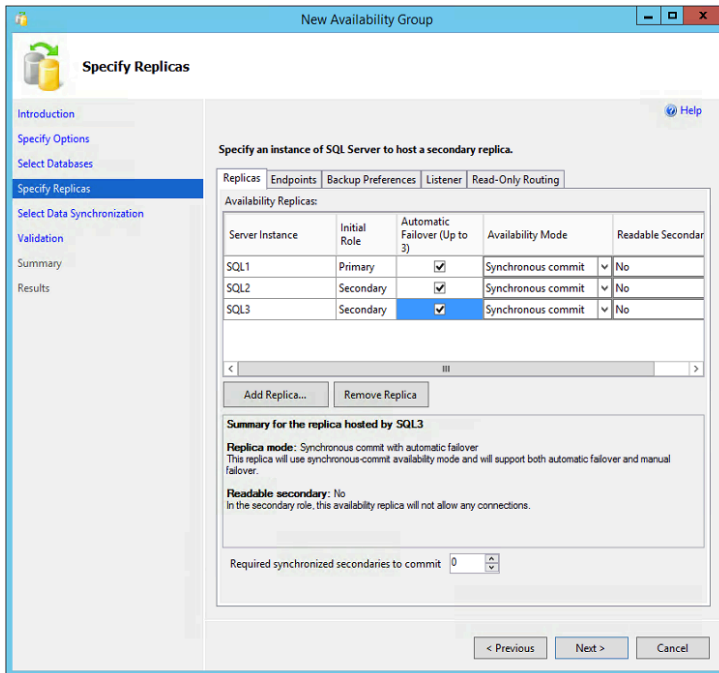 New Availability Group
Specify Replicas
Help
Introduction
Specify Options
Select Databases
Specify Replicas
Select Data Synchronization
Validation
Summary
Results
Specify an instance of SQL Server to host a secondary replica.
Replicas Endpoints Backup Preferences Listener Read-Only Routing
Availability Replicas:
Server Instance Initial Role Automatic Failover (Up to 3) Availability Mode Readable Secondar
SQL1 Primary Synchronous commit No
SQL2 Secondary Synchronous commit No
SQL3 Secondary Synchronous commit No
Add Replica... Remove Replica
Summary for the replica hosted by SQL3
Replica mode: Synchronous commit with automatic failover
This replica will use synchronous-commit availability mode and will support both automatic failover and manual
failover.
Readable secondary: No
In the secondary role, this availability replica will not allow any connections.
Required synchronized secondaries to commit 0
< Previous Next > Cancel